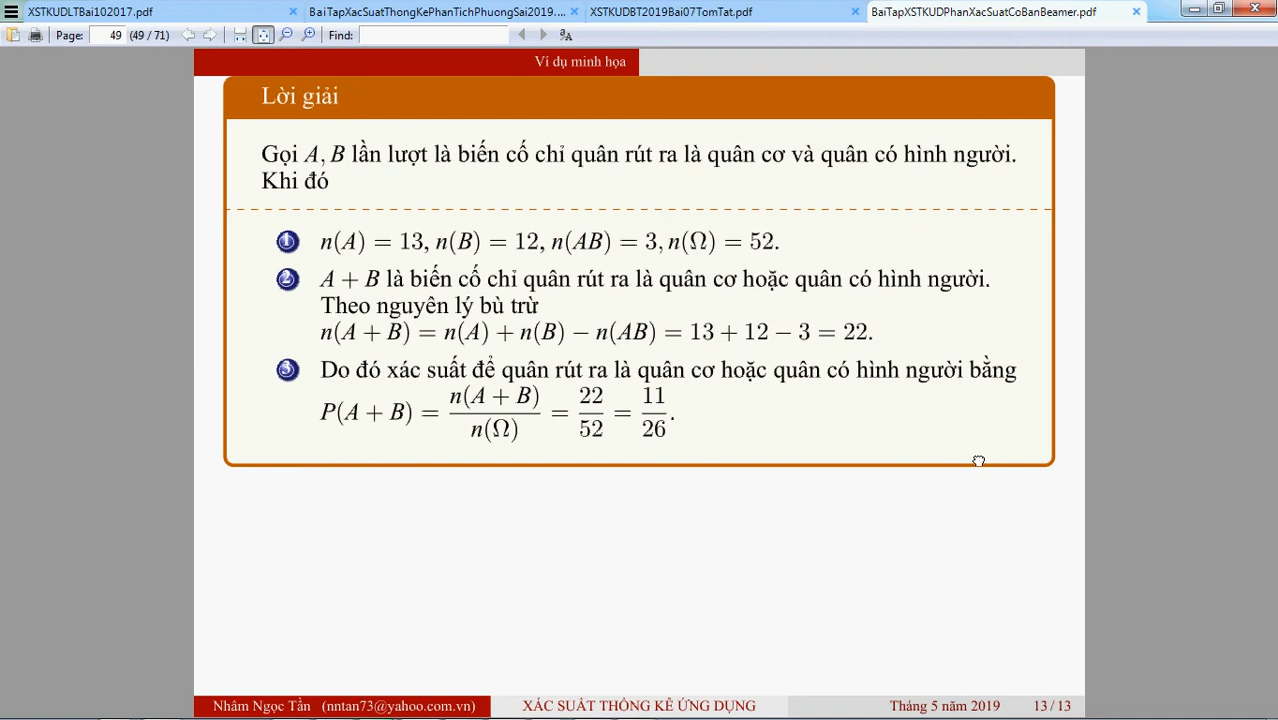 XSTKUDLTBai102017.pdf BaiTapXacSuatThongKePhanTichPhuongSai2019.... XSTKUDBT2019Bai07TomTat.pdf BaiTapXSTKUDPhanXacSuatCoBanBeamer.pdf
Page: 49 (49 / 71) Find:
Ví dụ minh họa
Lời giải
Gọi A, B lần lượt là biến cố chỉ quân rút ra là quân cơ và quân có hình người.
Khi đó
1 n(A) = 13, n(B) = 12, n(AB) = 3, n(Ω) = 52.
2 A + B là biến cố chỉ quân rút ra là quân cơ hoặc quân có hình người.
Theo nguyên lý bù trừ
n(A + B) = n(A) + n(B) − n(AB) = 13 + 12 − 3 = 22.
3 Do đó xác suất để quân rút ra là quân cơ hoặc quân có hình người bằng
P(A + B) = n(A + B)/n(Ω) = 22/52 = 11/26.
Nhâm Ngọc Tần (nntan73@yahoo.com.vn) XÁC SUẤT THỐNG KÊ ỨNG DỤNG Tháng 5 năm 2019 13 / 13